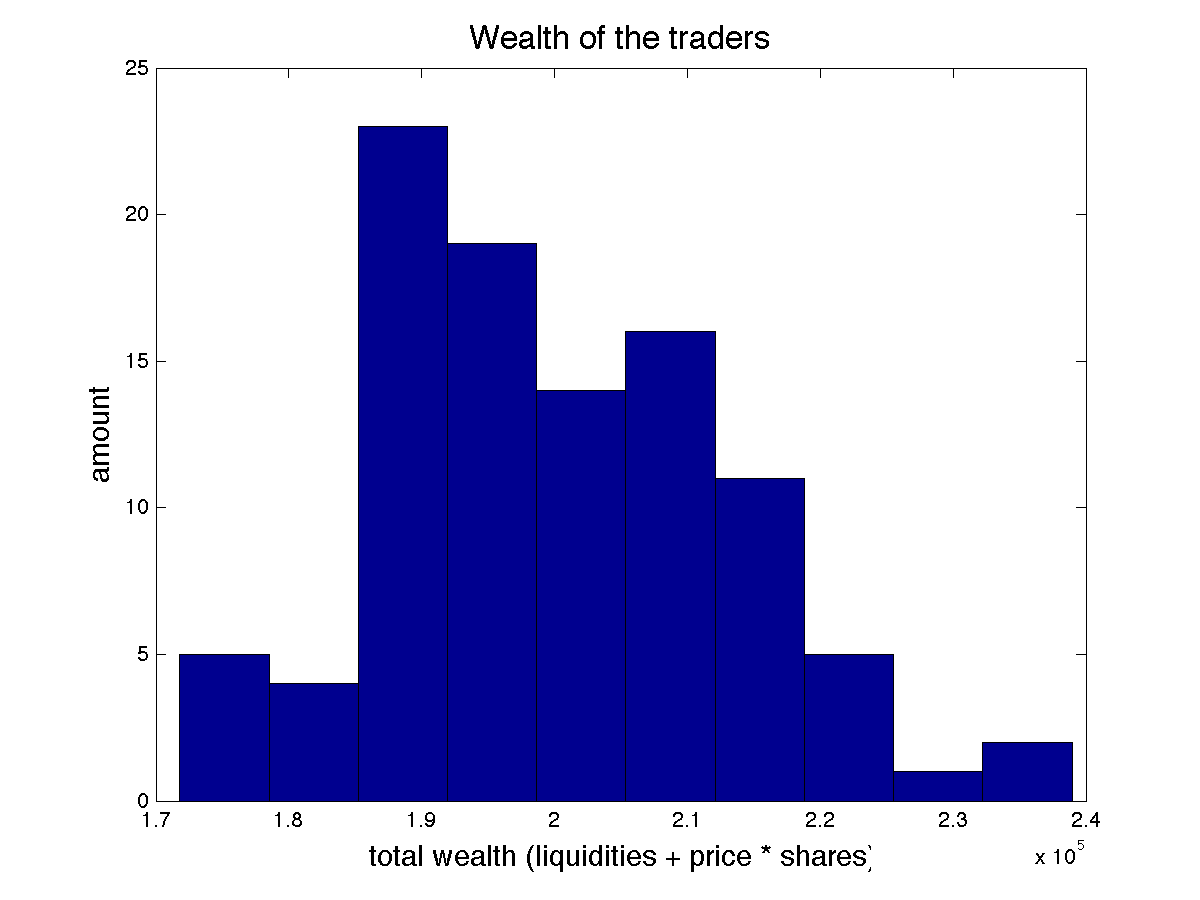 Wealth of the traders
25
20
15
10
5
0
amount
1.7 1.8 1.9 2 2.1 2.2 2.3 2.4
x 10^5
total wealth (liquidities + price * shares)